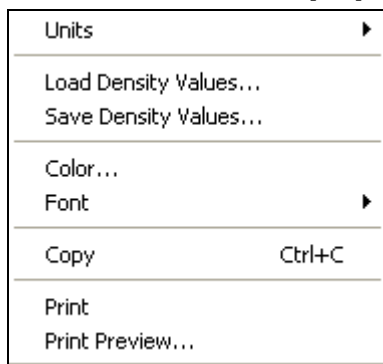 Units
Load Density Values...
Save Density Values...
Color...
Font
Copy Ctrl+C
Print
Print Preview...